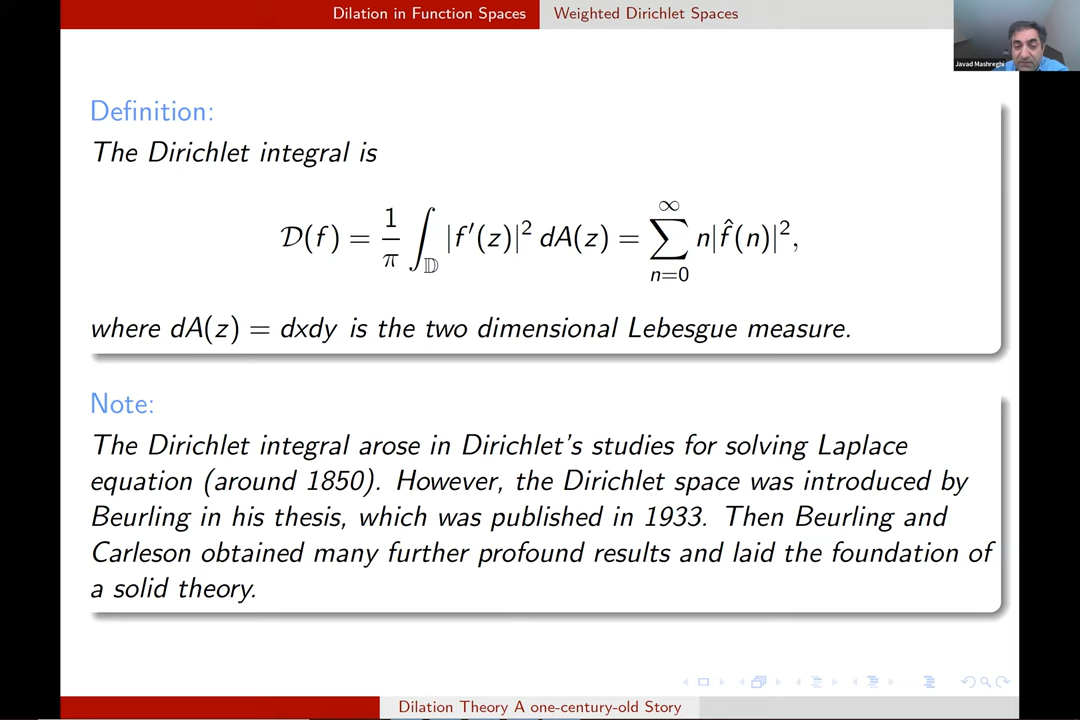 Dilation in Function Spaces Weighted Dirichlet Spaces
Javad Mashreghi
Definition:
The Dirichlet integral is
𝒟(f) = 1/π ∫_𝔻 |f′(z)|² dA(z) = ∑_{n=0}^{∞} n|f̂(n)|²,
where dA(z) = dxdy is the two dimensional Lebesgue measure.
Note:
The Dirichlet integral arose in Dirichlet's studies for solving Laplace
equation (around 1850). However, the Dirichlet space was introduced by
Beurling in his thesis, which was published in 1933. Then Beurling and
Carleson obtained many further profound results and laid the foundation of
a solid theory.
Dilation Theory A one-century-old Story